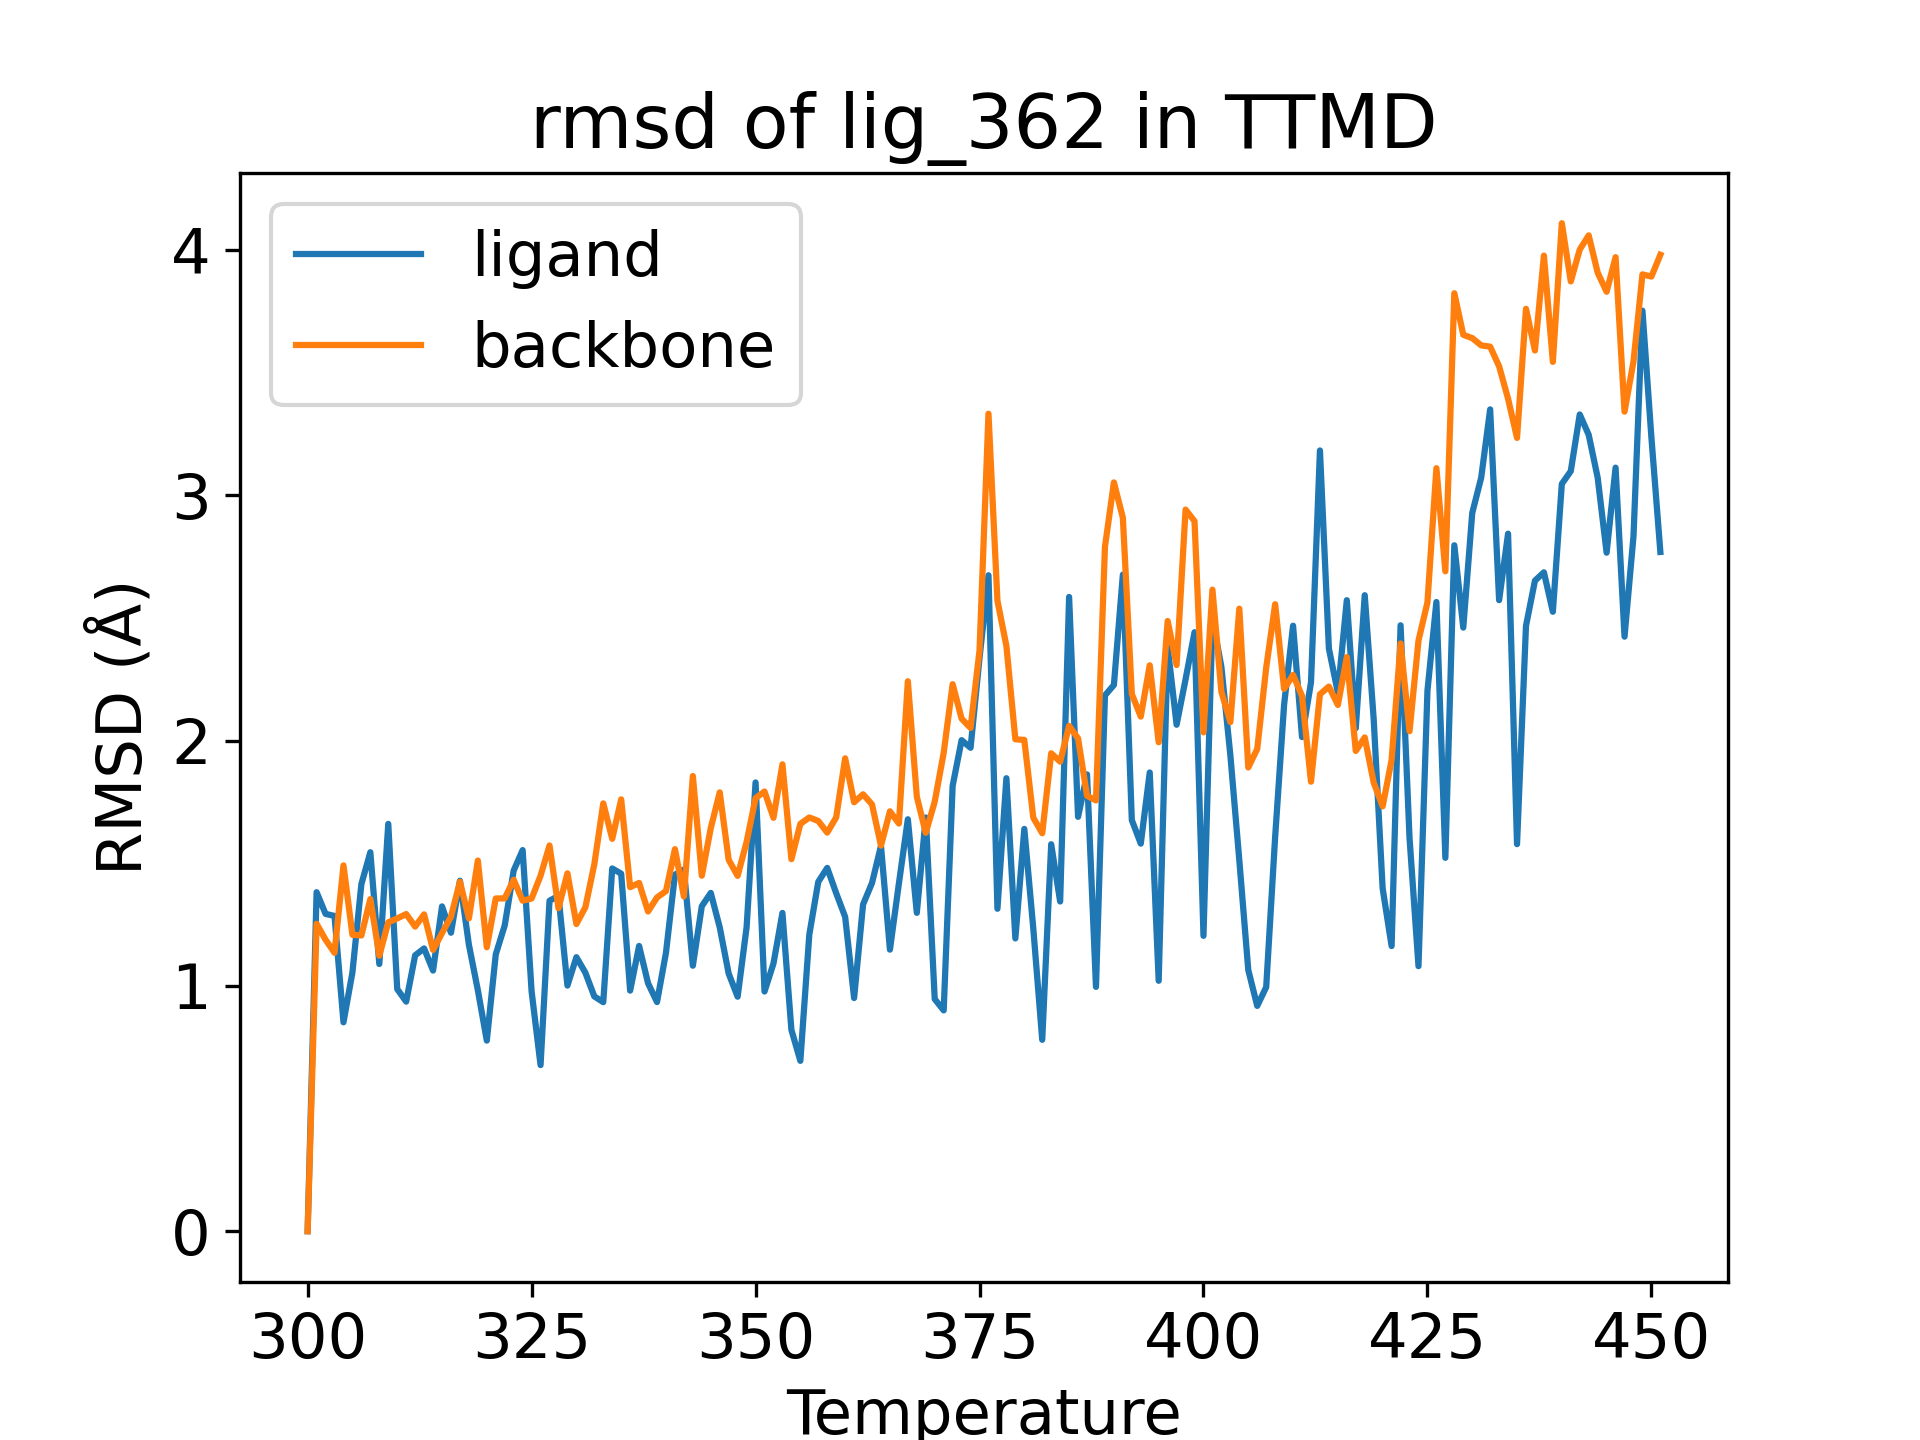 rmsd of lig_362 in TTMD
ligand
backbone
RMSD (Å)
4
3
2
1
0
300 325 350 375 400 425 450
Temperature